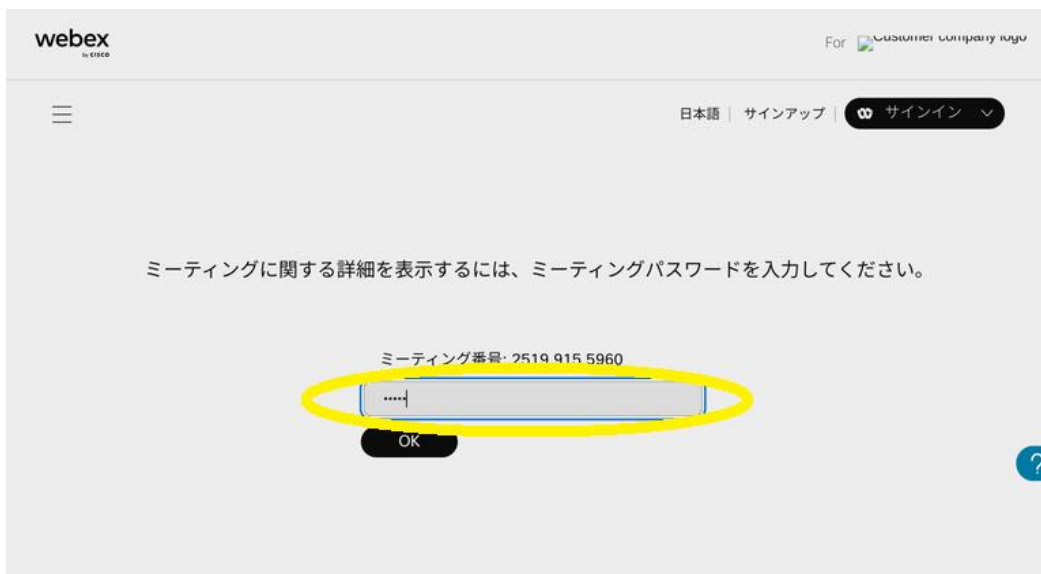 webex
by CISCO
For Customer company logo
日本語 | サインアップ | サインイン
ミーティングに関する詳細を表示するには、ミーティングパスワードを入力してください。
ミーティング番号: 2519 915 5960
•••••
OK
?